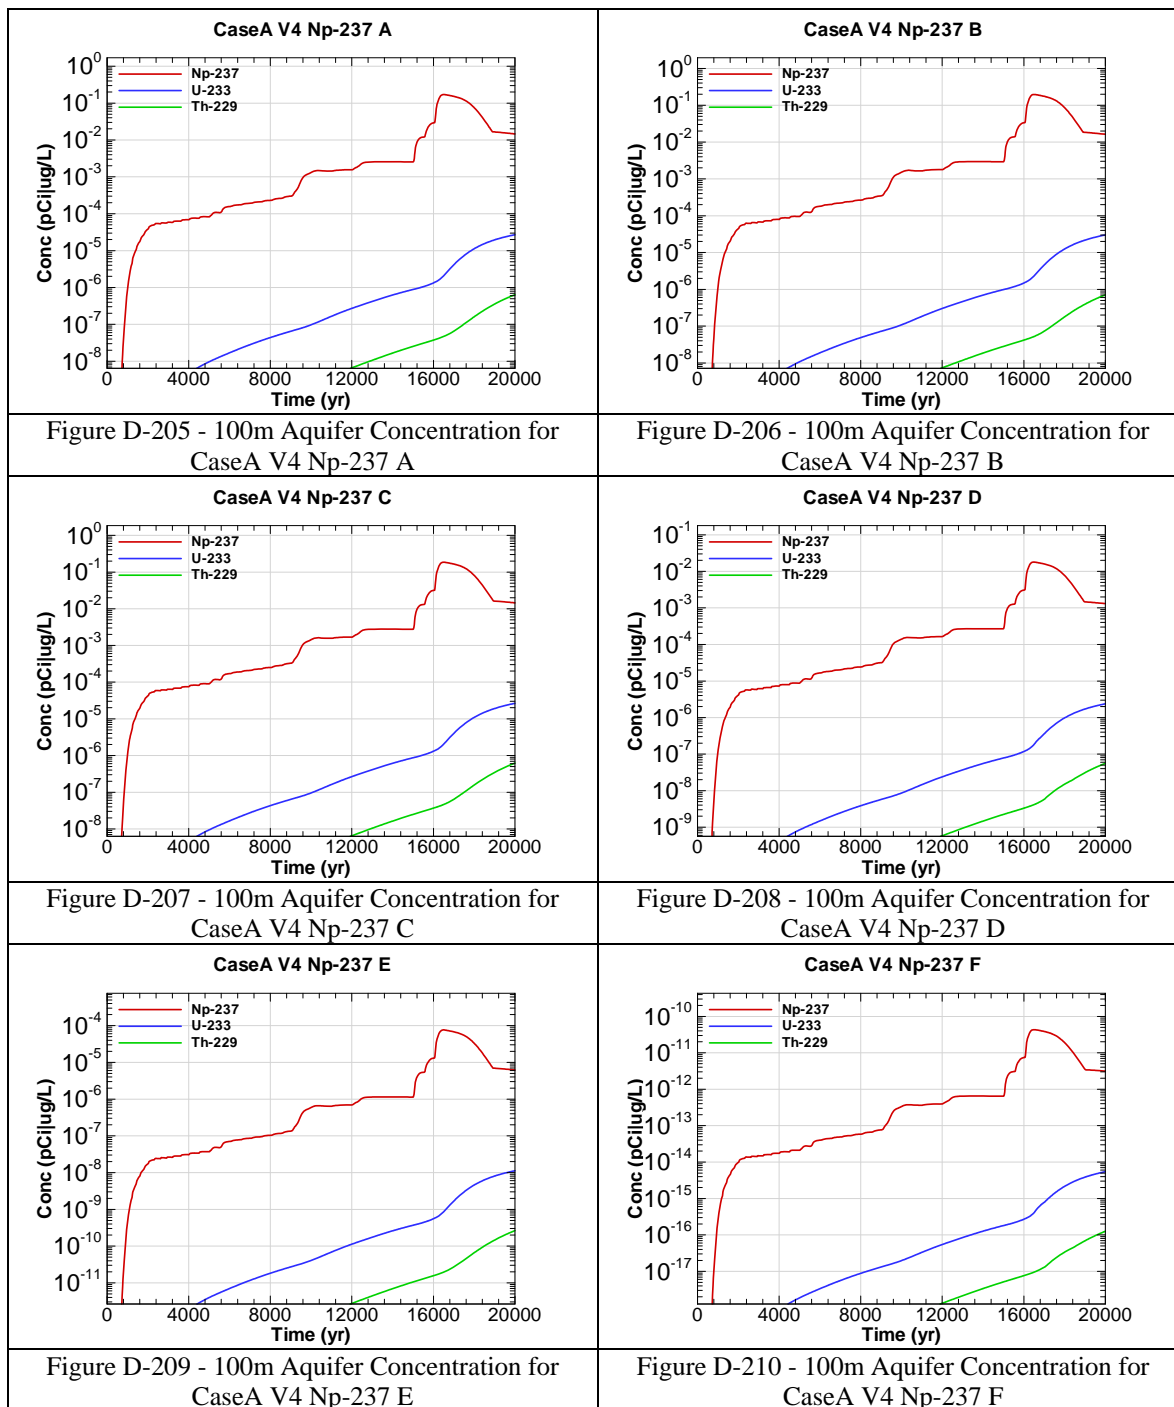 CaseA V4 Np-237 A
Conc (pCi|ug/L)
10^0
10^-1
10^-2
10^-3
10^-4
10^-5
10^-6
10^-7
10^-8
Np-237
U-233
Th-229
0 4000 8000 12000 16000 20000
Time (yr)
Figure D-205 - 100m Aquifer Concentration for
CaseA V4 Np-237 A
CaseA V4 Np-237 B
Conc (pCi|ug/L)
10^0
10^-1
10^-2
10^-3
10^-4
10^-5
10^-6
10^-7
10^-8
Np-237
U-233
Th-229
0 4000 8000 12000 16000 20000
Time (yr)
Figure D-206 - 100m Aquifer Concentration for
CaseA V4 Np-237 B
CaseA V4 Np-237 C
Conc (pCi|ug/L)
10^0
10^-1
10^-2
10^-3
10^-4
10^-5
10^-6
10^-7
10^-8
Np-237
U-233
Th-229
0 4000 8000 12000 16000 20000
Time (yr)
Figure D-207 - 100m Aquifer Concentration for
CaseA V4 Np-237 C
CaseA V4 Np-237 D
Conc (pCi|ug/L)
10^-1
10^-2
10^-3
10^-4
10^-5
10^-6
10^-7
10^-8
10^-9
Np-237
U-233
Th-229
0 4000 8000 12000 16000 20000
Time (yr)
Figure D-208 - 100m Aquifer Concentration for
CaseA V4 Np-237 D
CaseA V4 Np-237 E
Conc (pCi|ug/L)
10^-4
10^-5
10^-6
10^-7
10^-8
10^-9
10^-10
10^-11
Np-237
U-233
Th-229
0 4000 8000 12000 16000 20000
Time (yr)
Figure D-209 - 100m Aquifer Concentration for
CaseA V4 Np-237 E
CaseA V4 Np-237 F
Conc (pCi|ug/L)
10^-10
10^-11
10^-12
10^-13
10^-14
10^-15
10^-16
10^-17
Np-237
U-233
Th-229
0 4000 8000 12000 16000 20000
Time (yr)
Figure D-210 - 100m Aquifer Concentration for
CaseA V4 Np-237 F